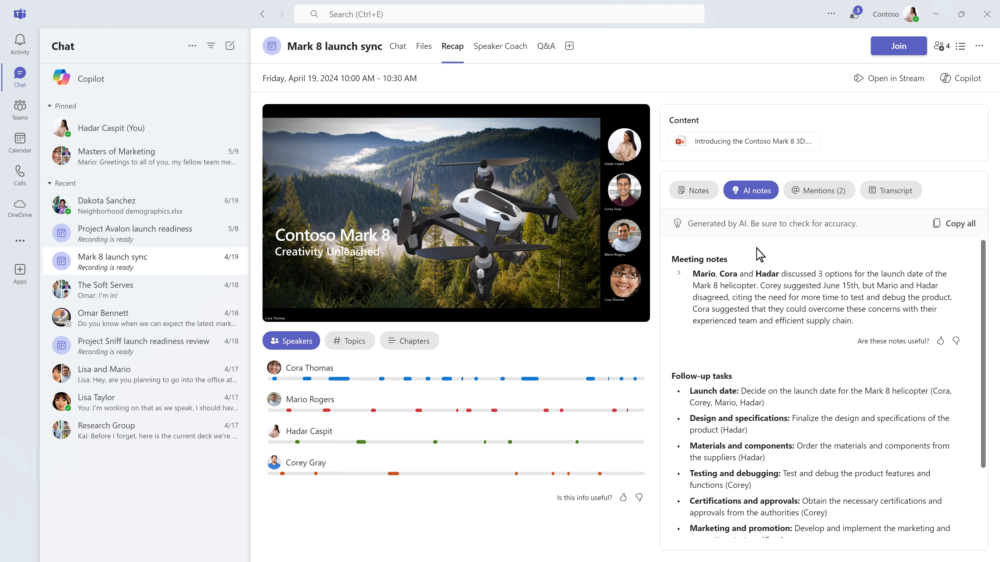 Search (Ctrl+E)
3
Contoso
Activity
Chat
Teams
Calendar
Calls
OneDrive
Apps
Chat
Copilot
Pinned
Hadar Caspit (You)
Masters of Marketing 5/9
Mario: Greetings to all of you, my fellow team me...
Recent
Dakota Sanchez 6/19
Neighborhood demographics.xlsx
Project Avalon launch readiness 5/8
Recording is ready
Mark 8 launch sync 4/19
Recording is ready
The Soft Serves 4/18
Omar: I'm in!
Omar Bennett 4/18
Do you know when we can expect the latest mark...
Project Sniff launch readiness review 4/18
Recording is ready
Lisa and Mario 4/17
Lisa: Hey, are you planning to go into the office at...
Lisa Taylor 4/17
You: I'm working on that as we speak. I should hav...
Research Group 4/17
Kai: Before I forget, here is the current deck we're ...
Mark 8 launch sync Chat Files Recap Speaker Coach Q&A
Join 4
Friday, April 19, 2024 10:00 AM - 10:30 AM
Open in Stream Copilot
Contoso Mark 8
Creativity Unleashed
Hadar Caspit
Corey Gray
Mario Rogers
Cora Thomas
Cora Thomas
Speakers Topics Chapters
Cora Thomas
Mario Rogers
Hadar Caspit
Corey Gray
Is this info useful?
Content
Introducing the Contoso Mark 8 3D....
Notes AI notes Mentions (2) Transcript
Generated by AI. Be sure to check for accuracy. Copy all
Meeting notes
Mario, Cora and Hadar discussed 3 options for the launch date of the
Mark 8 helicopter. Corey suggested June 15th, but Mario and Hadar
disagreed, citing the need for more time to test and debug the product.
Cora suggested that they could overcome these concerns with their
experienced team and efficient supply chain.
Are these notes useful?
Follow-up tasks
• Launch date: Decide on the launch date for the Mark 8 helicopter (Cora,
Corey, Mario, Hadar)
• Design and specifications: Finalize the design and specifications of the
product (Hadar)
• Materials and components: Order the materials and components from
the suppliers (Hadar)
• Testing and debugging: Test and debug the product features and
functions (Corey)
• Certifications and approvals: Obtain the necessary certifications and
approvals from the authorities (Corey)
• Marketing and promotion: Develop and implement the marketing and